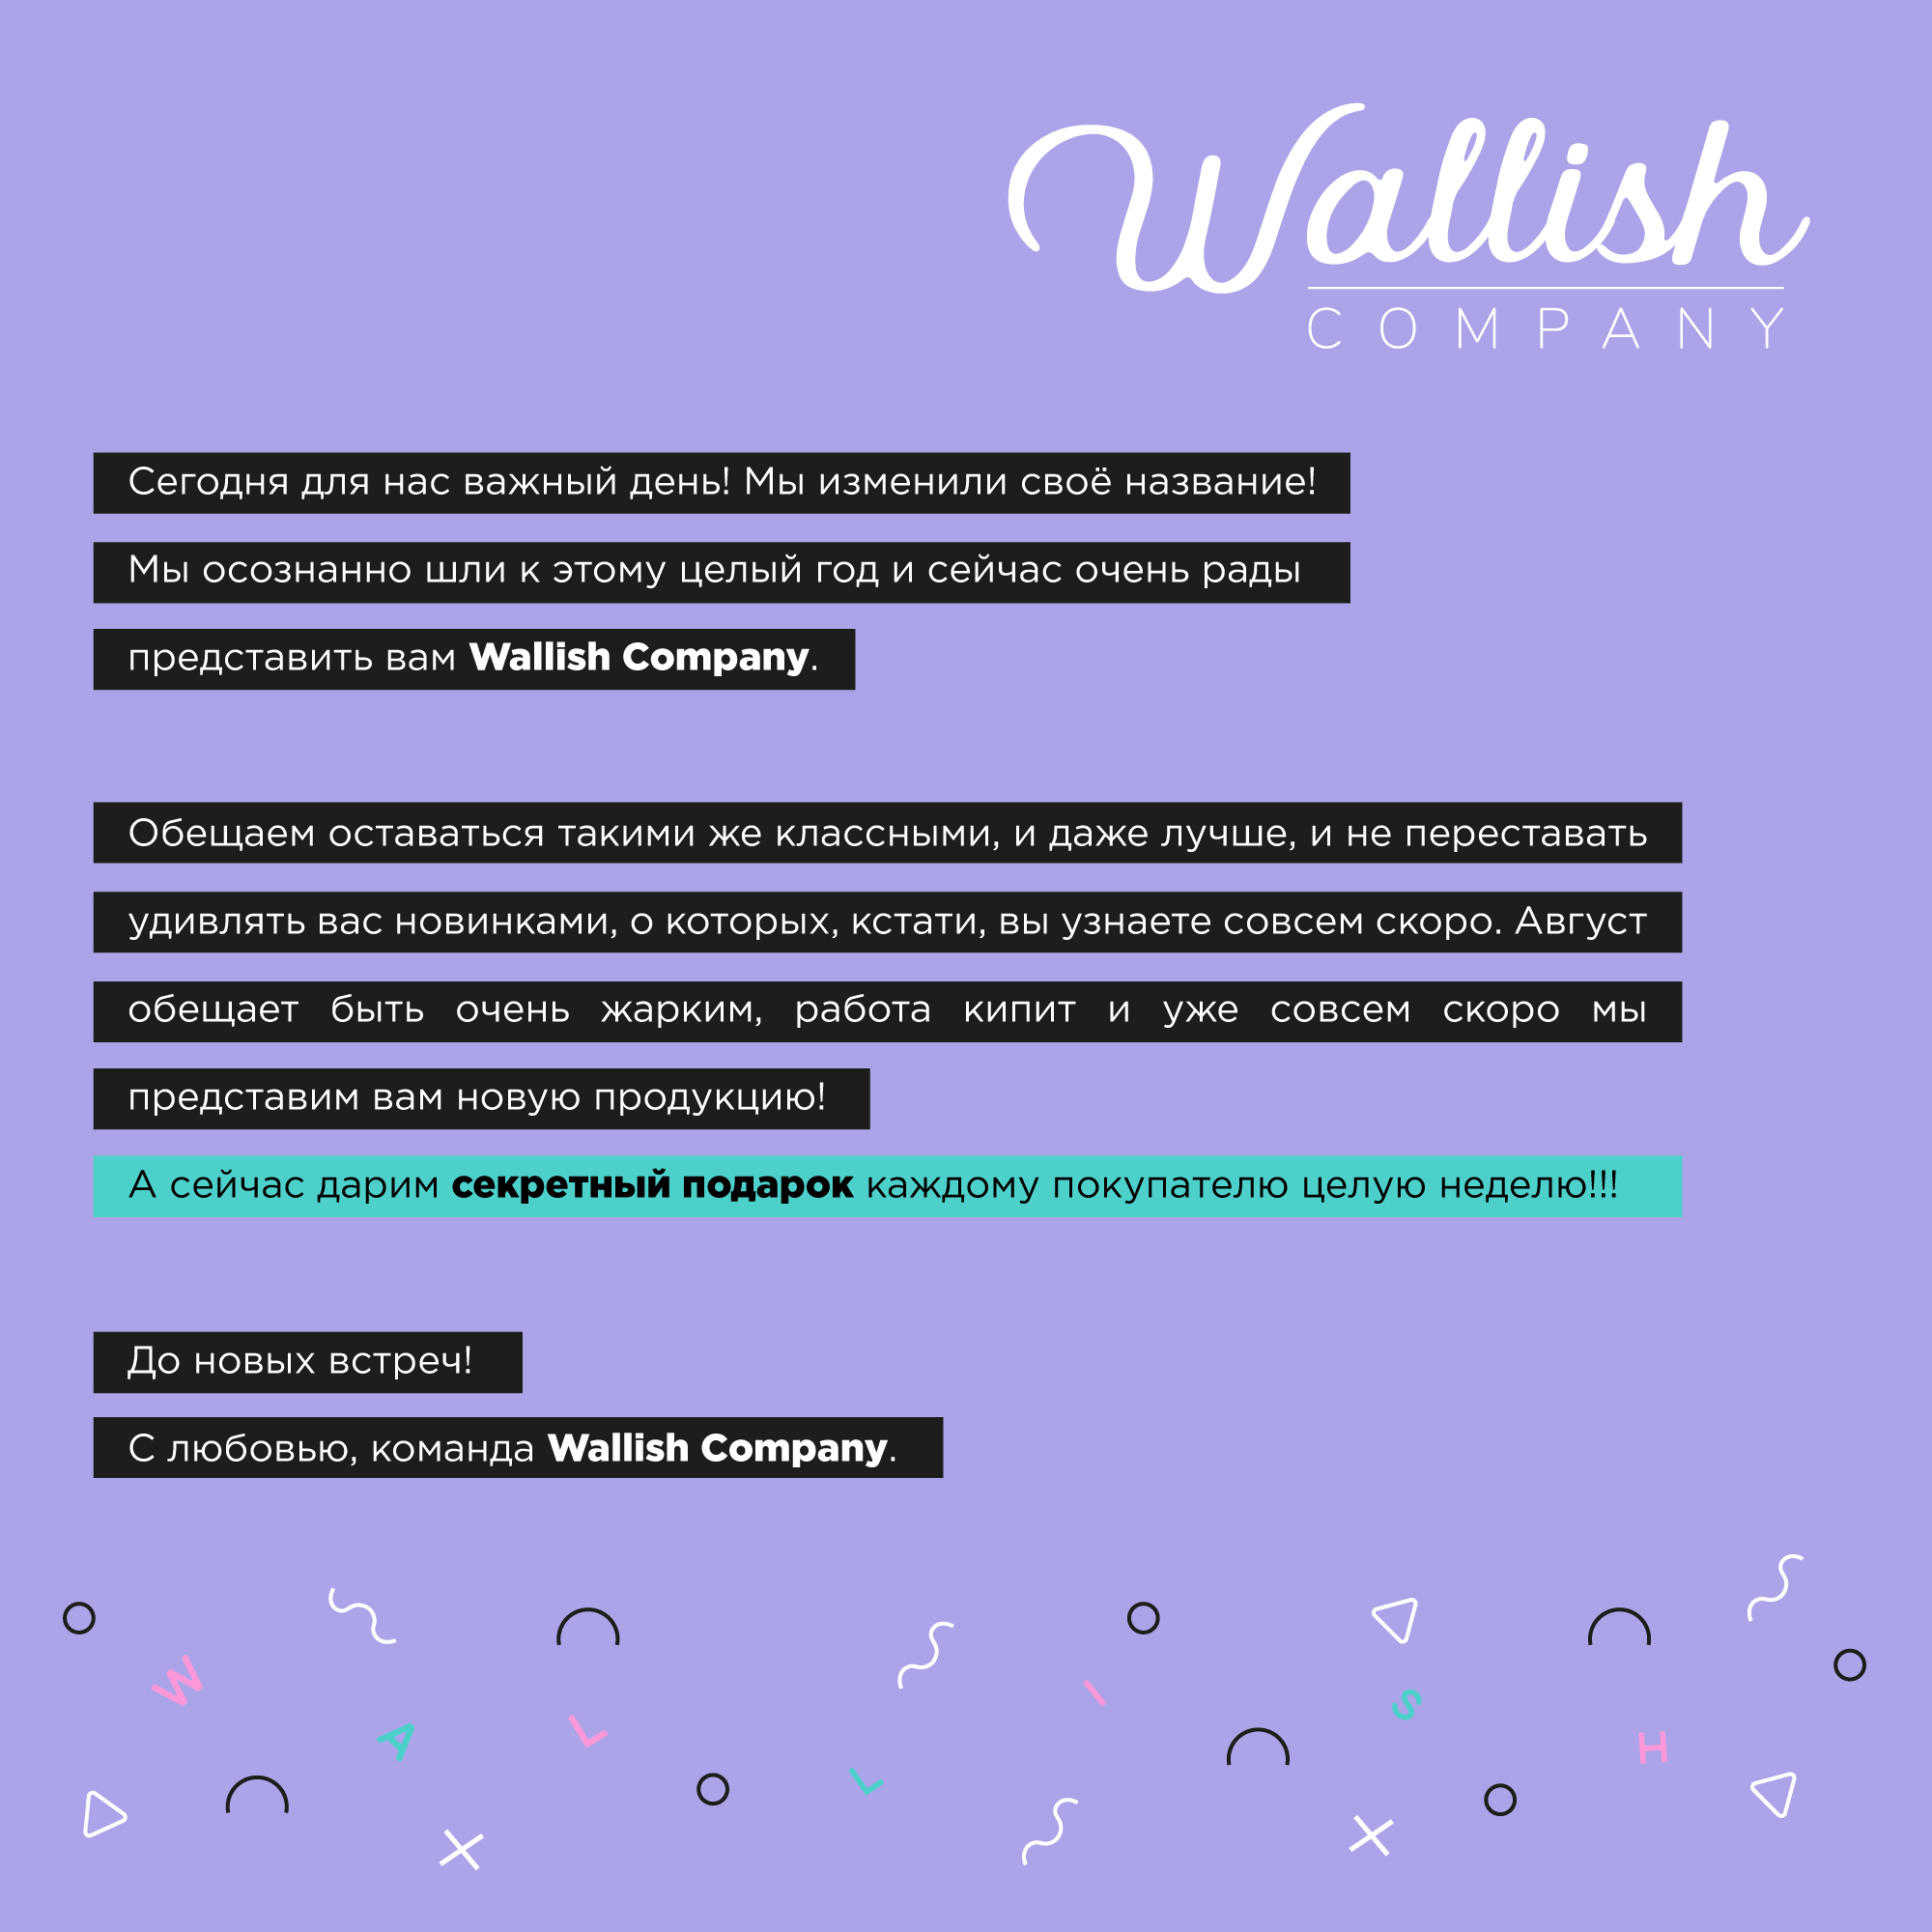 Wallish
COMPANY
Сегодня для нас важный день! Мы изменили своё название!
Мы осознанно шли к этому целый год и сейчас очень рады
представить вам Wallish Company.
Обещаем оставаться такими же классными, и даже лучше, и не переставать
удивлять вас новинками, о которых, кстати, вы узнаете совсем скоро. Август
обещает быть очень жарким, работа кипит и уже совсем скоро мы
представим вам новую продукцию!
А сейчас дарим секретный подарок каждому покупателю целую неделю!!!
До новых встреч!
С любовью, команда Wallish Company.
W A L L I S H